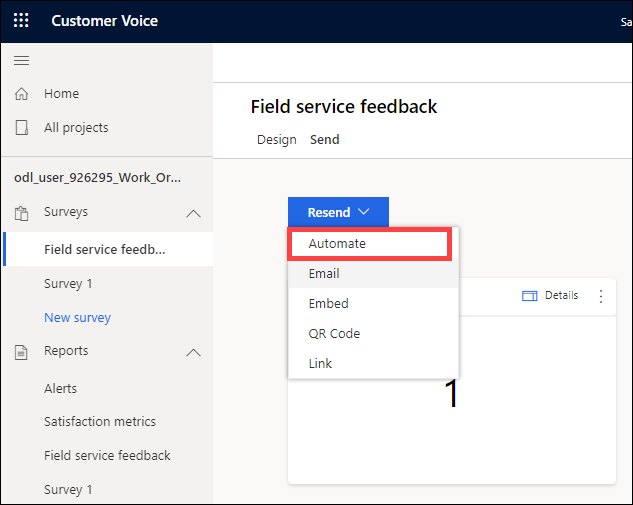 Customer Voice
Sa
Home
All projects
odl_user_926295_Work_Or...
Surveys
Field service feedb...
Survey 1
New survey
Reports
Alerts
Satisfaction metrics
Field service feedback
Survey 1
Field service feedback
Design Send
Resend
Automate
Email
Embed
QR Code
Link
Details
1